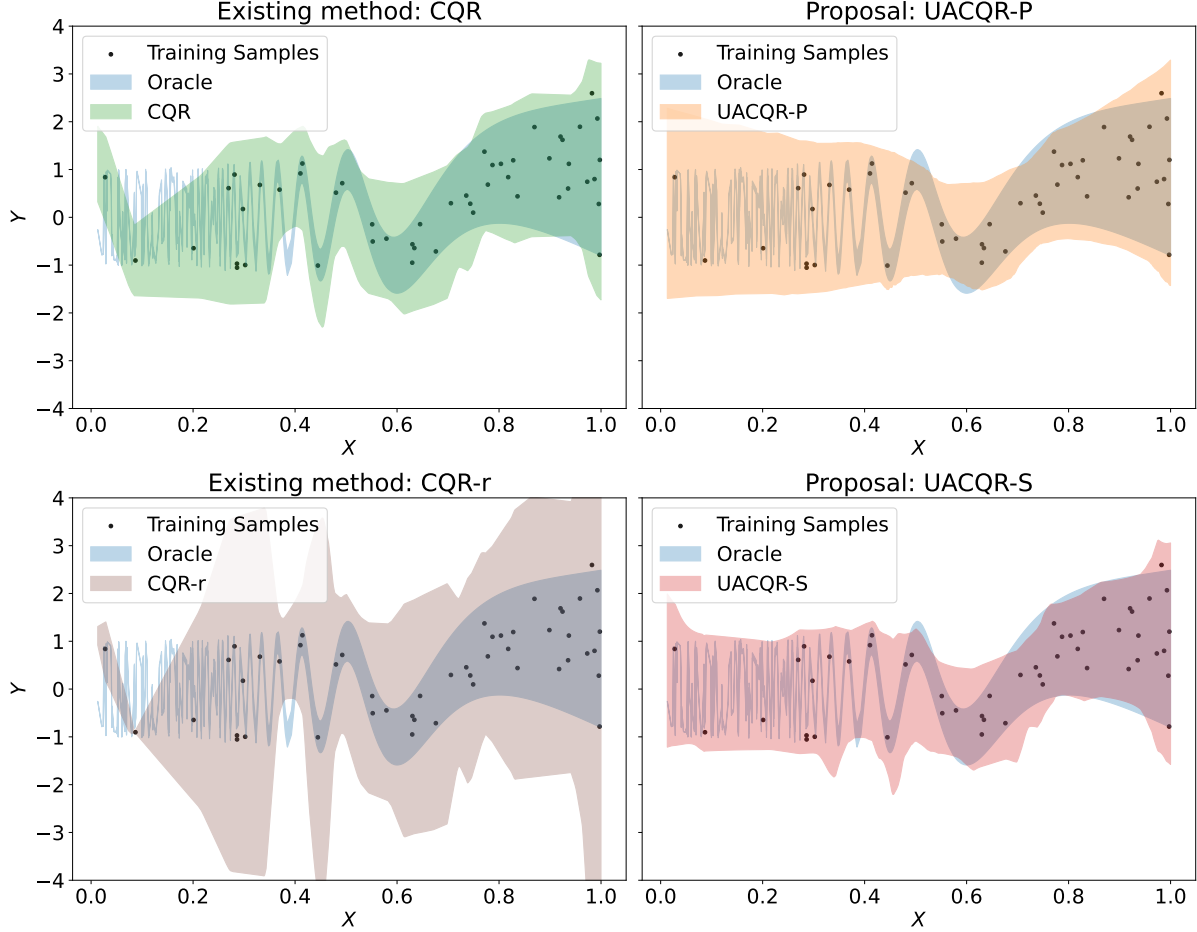 Existing method: CQR
4
3
2
1
0
−1
−2
−3
−4
Y
Training Samples
Oracle
CQR
0.0 0.2 0.4 0.6 0.8 1.0
X
Proposal: UACQR-P
Training Samples
Oracle
UACQR-P
0.0 0.2 0.4 0.6 0.8 1.0
X
Existing method: CQR-r
4
3
2
1
0
−1
−2
−3
−4
Y
Training Samples
Oracle
CQR-r
0.0 0.2 0.4 0.6 0.8 1.0
X
Proposal: UACQR-S
Training Samples
Oracle
UACQR-S
0.0 0.2 0.4 0.6 0.8 1.0
X